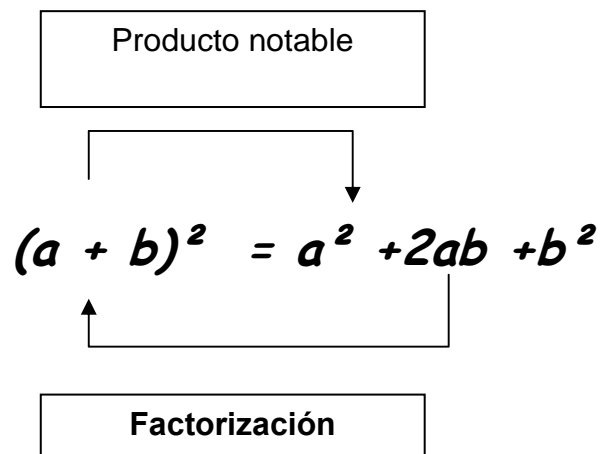 Producto notable
(a + b)² = a² +2ab +b²
Factorización